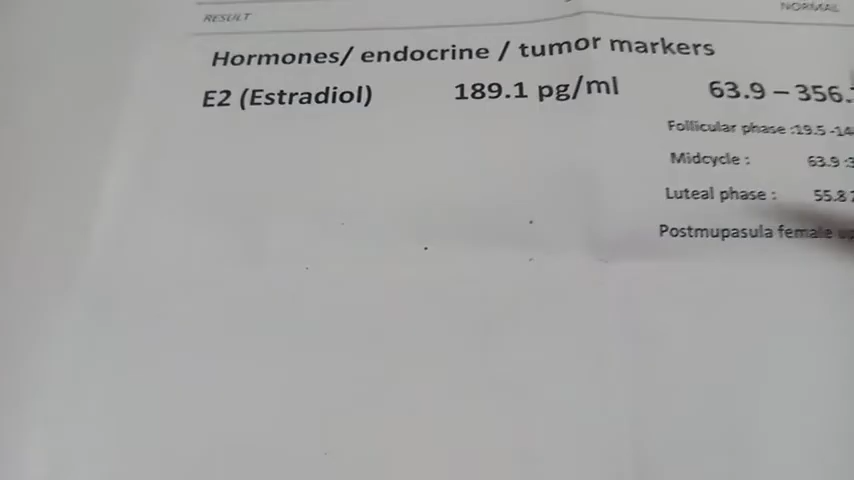 RESULT NORMAL
Hormones/ endocrine / tumor markers
E2 (Estradiol) 189.1 pg/ml 63.9 – 356.
Follicular phase :19.5 -14
Midcycle : 63.9 :3
Luteal phase : 55.8
Postmupasula female